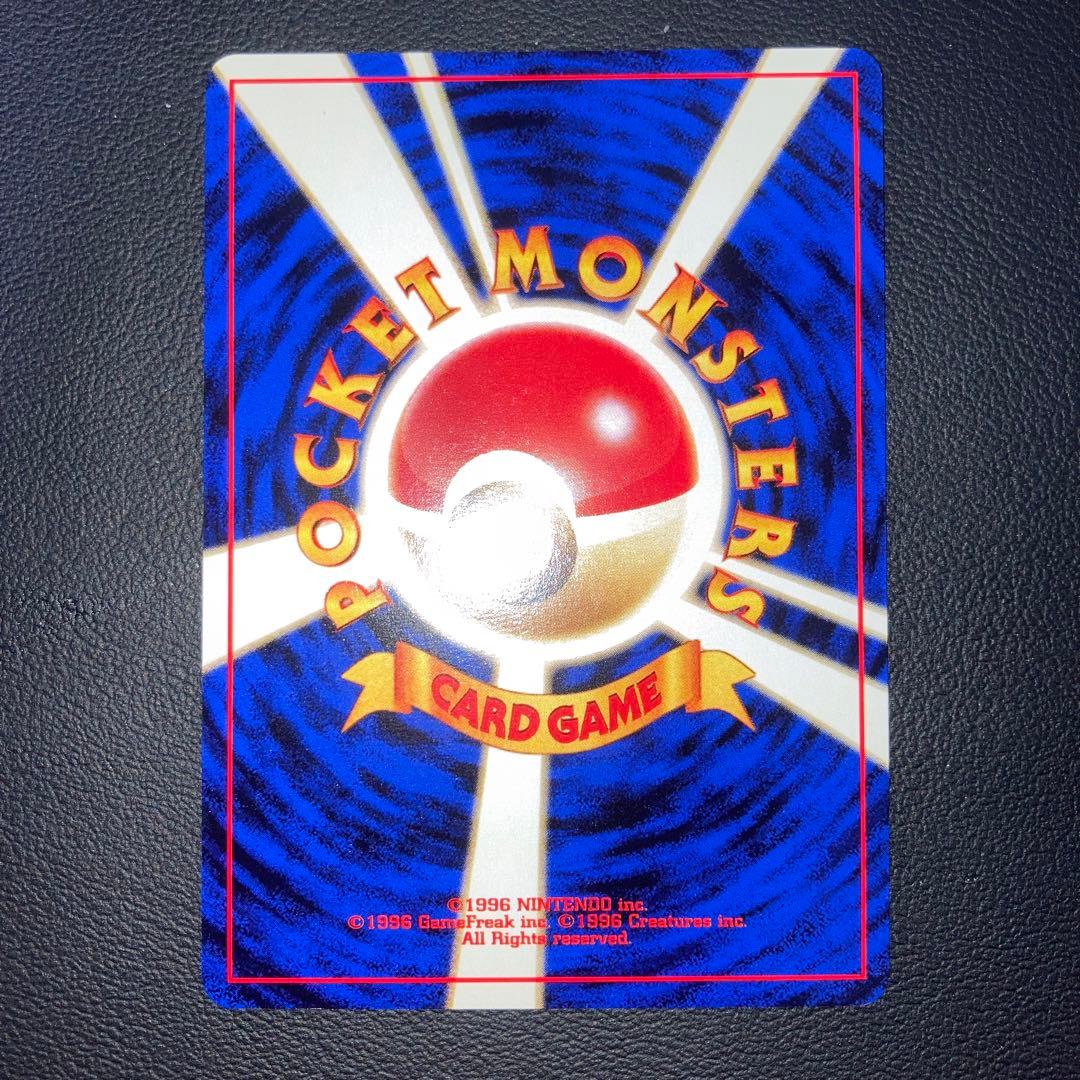 POCKET MONSTERS
CARD GAME
©1996 NINTENDO inc.
©1996 GameFreak inc. ©1996 Creatures inc.
All Rights reserved.